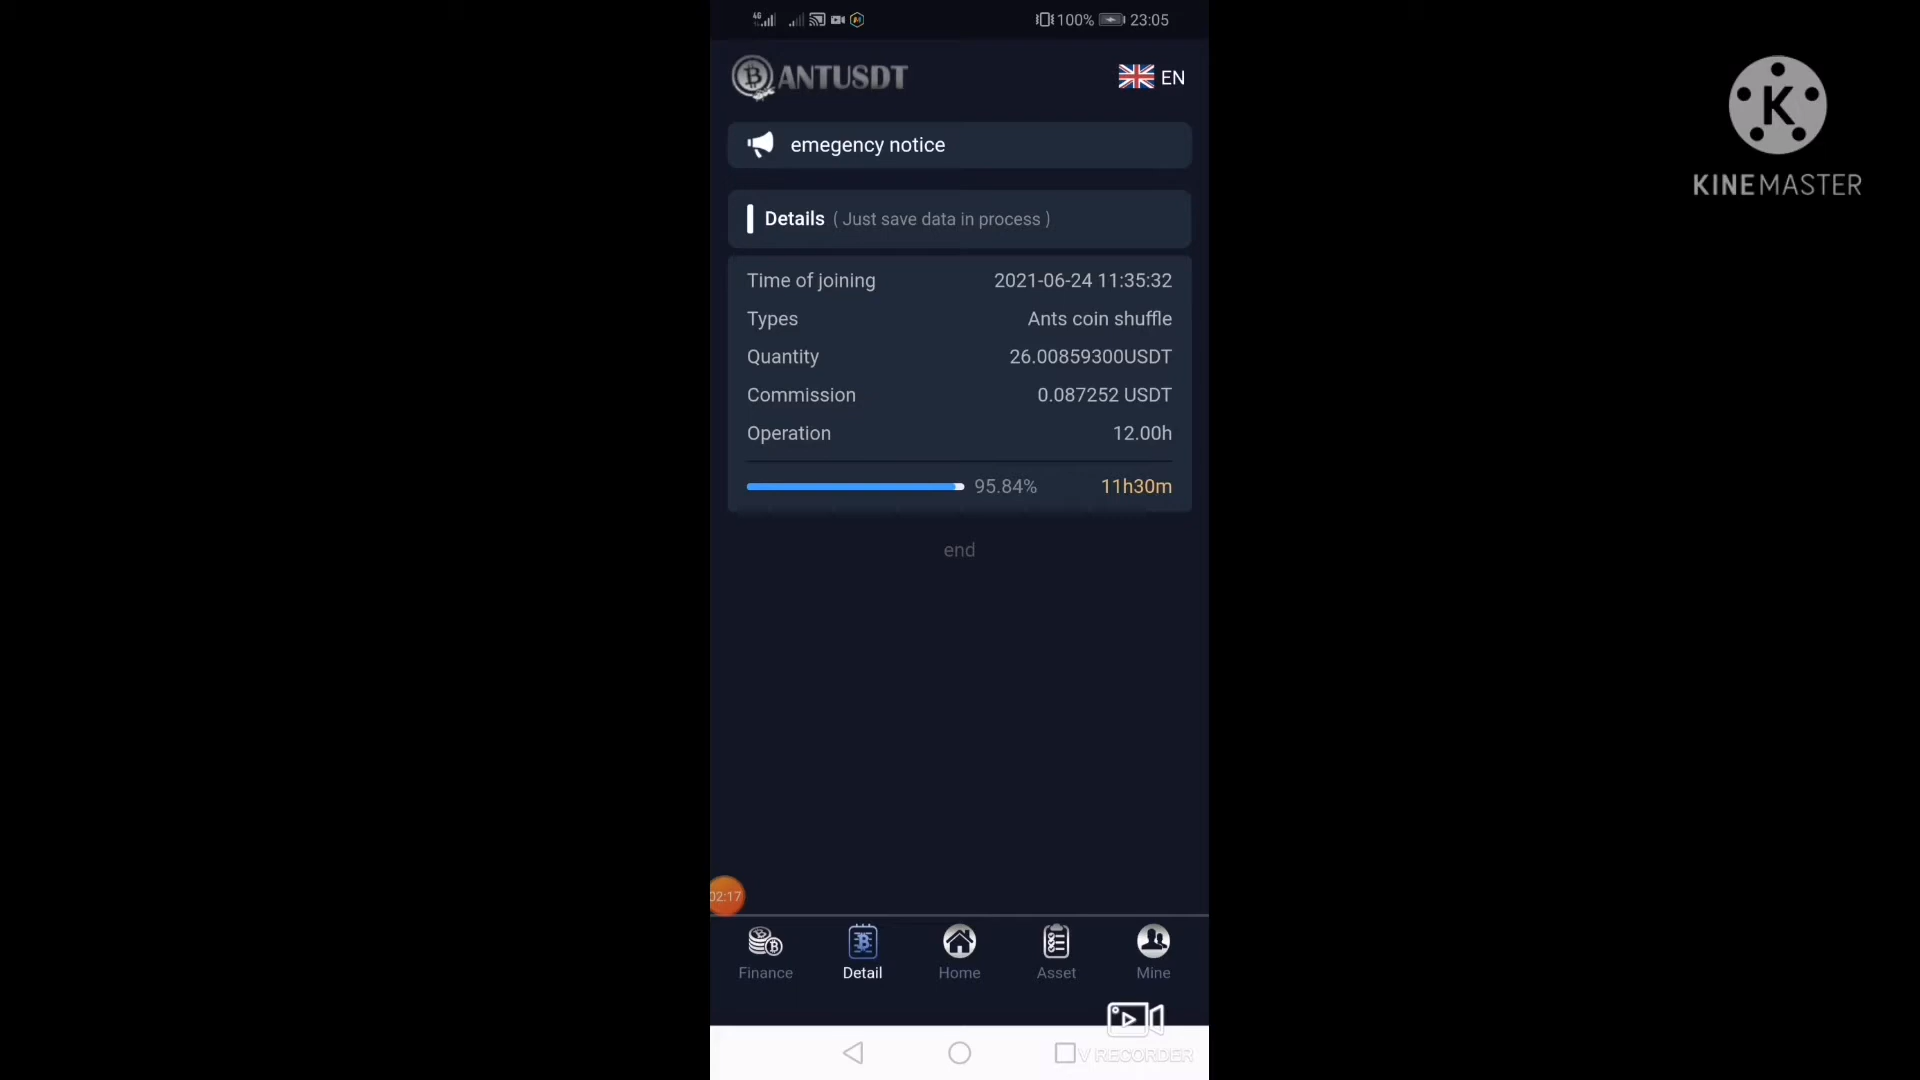 4G 100% 23:05
ANTUSDT EN
KINEMASTER
emegency notice
Details ( Just save data in process )
Time of joining 2021-06-24 11:35:32
Types Ants coin shuffle
Quantity 26.00859300USDT
Commission 0.087252 USDT
Operation 12.00h
95.84% 11h30m
end
02:17
Finance Detail Home Asset Mine
V RECORDER